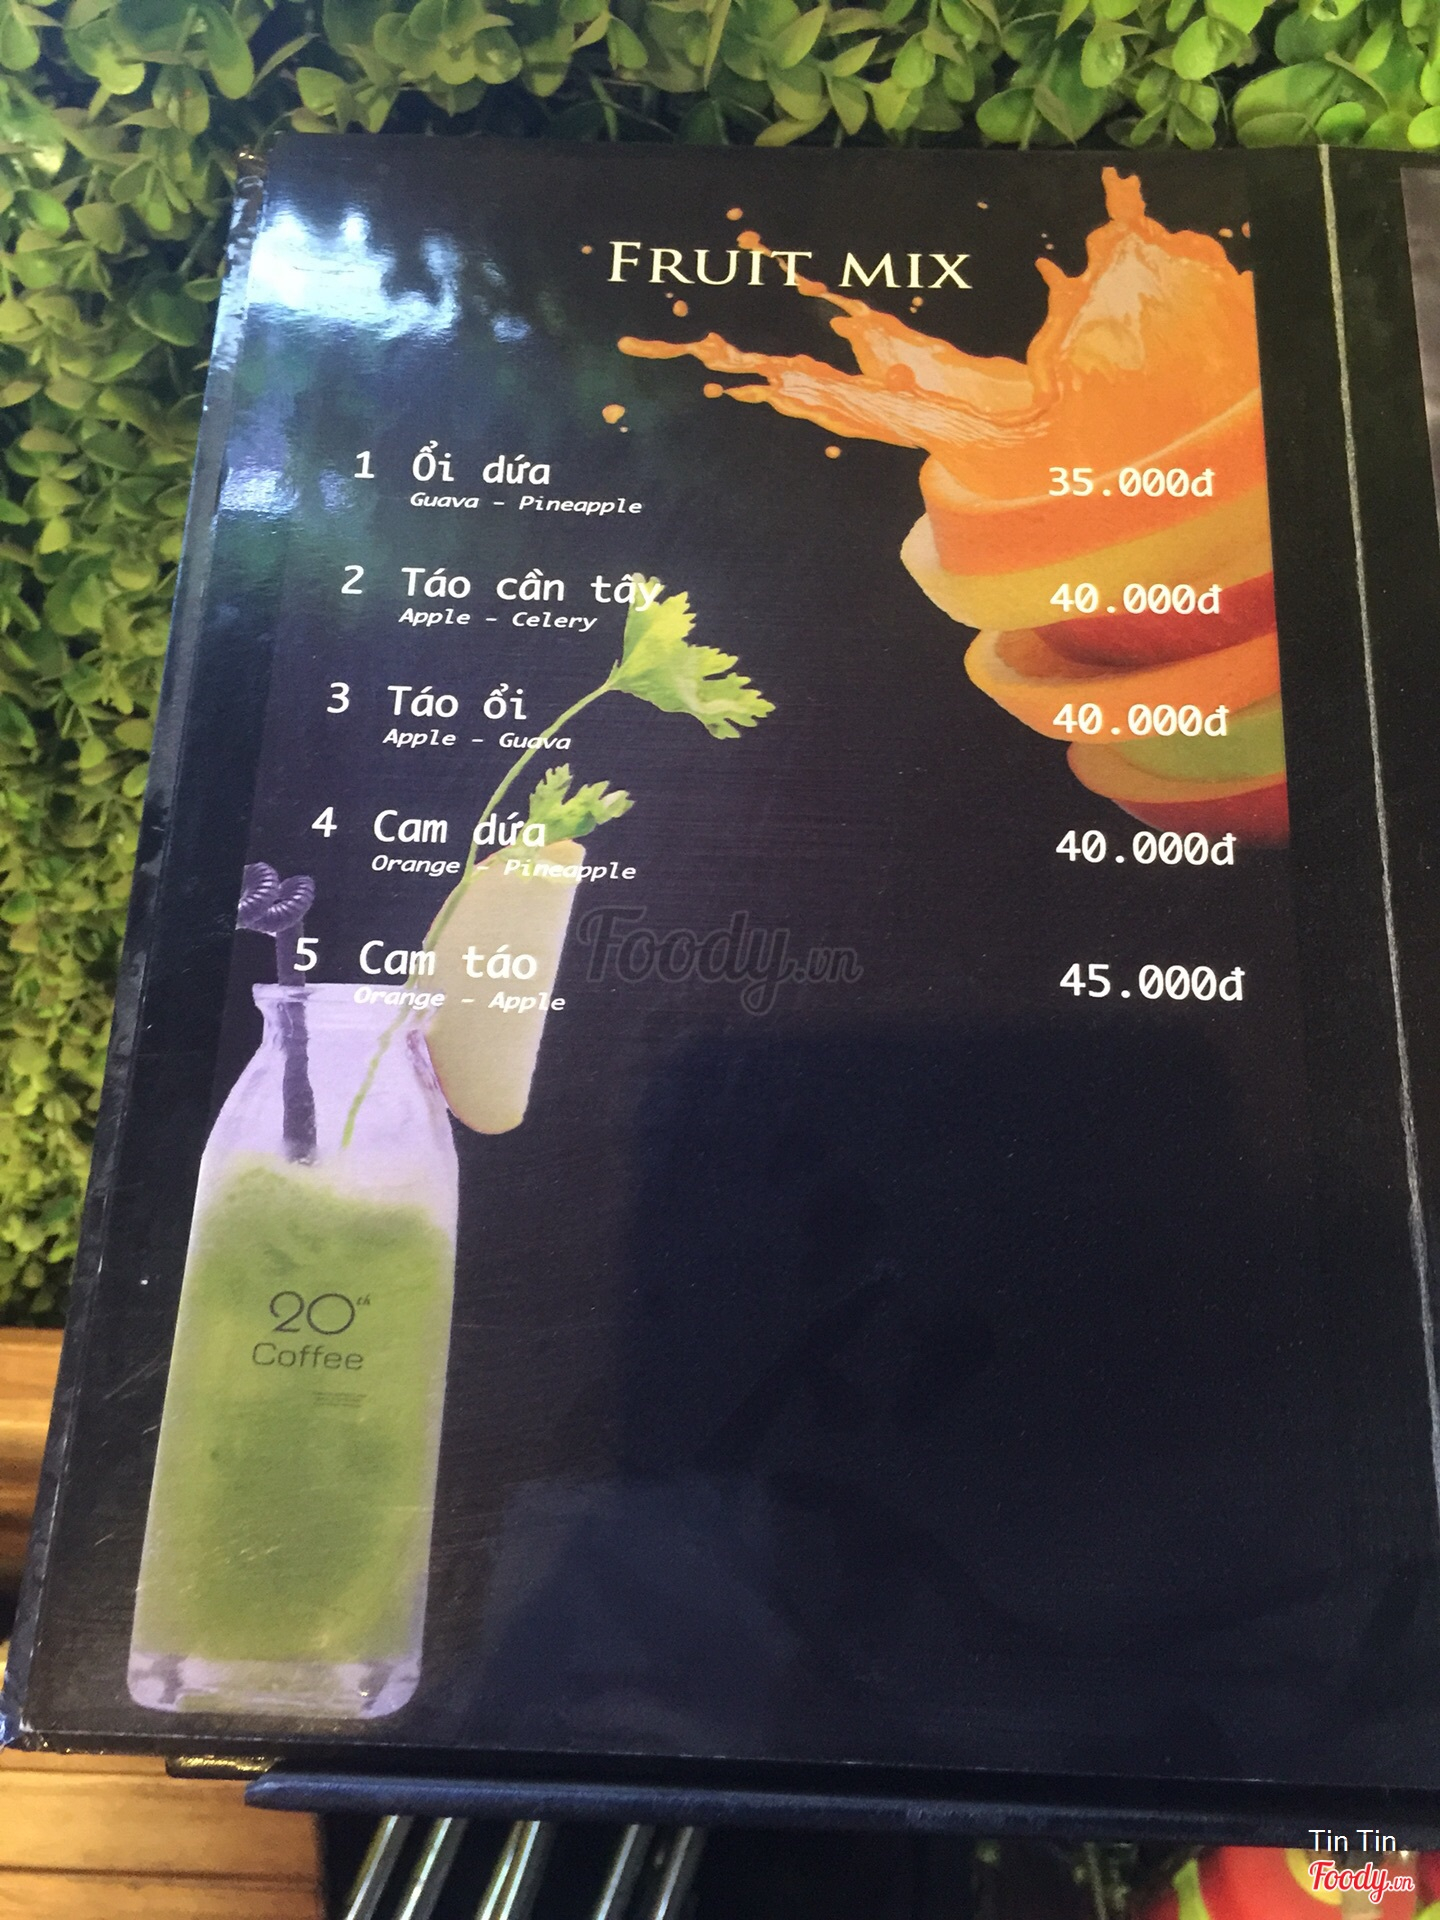 FRUIT MIX
1 Ổi dứa 35.000đ
Guava - Pineapple
2 Táo cần tây 40.000đ
Apple - Celery
3 Táo ổi 40.000đ
Apple - Guava
4 Cam dứa 40.000đ
Orange - Pineapple
5 Cam táo 45.000đ
Orange - Apple
Foody.vn
20th
Coffee
Tin Tin
Foody.vn